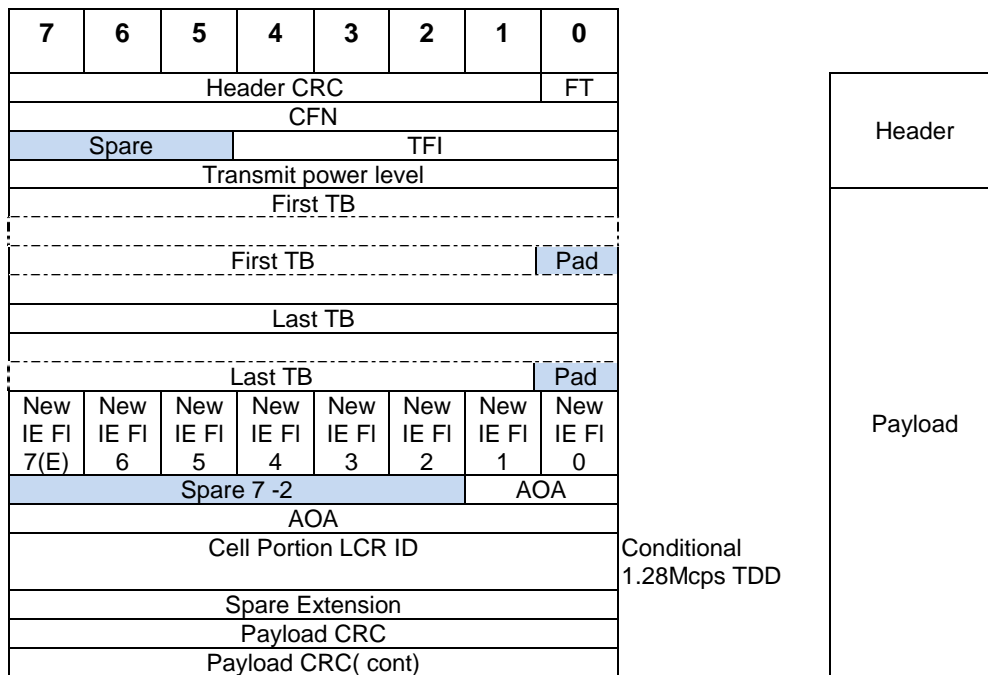 7 6 5 4 3 2 1 0
Header CRC FT
CFN
Spare TFI
Header
Transmit power level
First TB
First TB Pad
Last TB
Last TB Pad
New New New New New New New New
IE FI IE FI IE FI IE FI IE FI IE FI IE FI IE FI
7(E) 6 5 4 3 2 1 0
Payload
Spare 7 -2 AOA
AOA
Cell Portion LCR ID Conditional
1.28Mcps TDD
Spare Extension
Payload CRC
Payload CRC( cont)